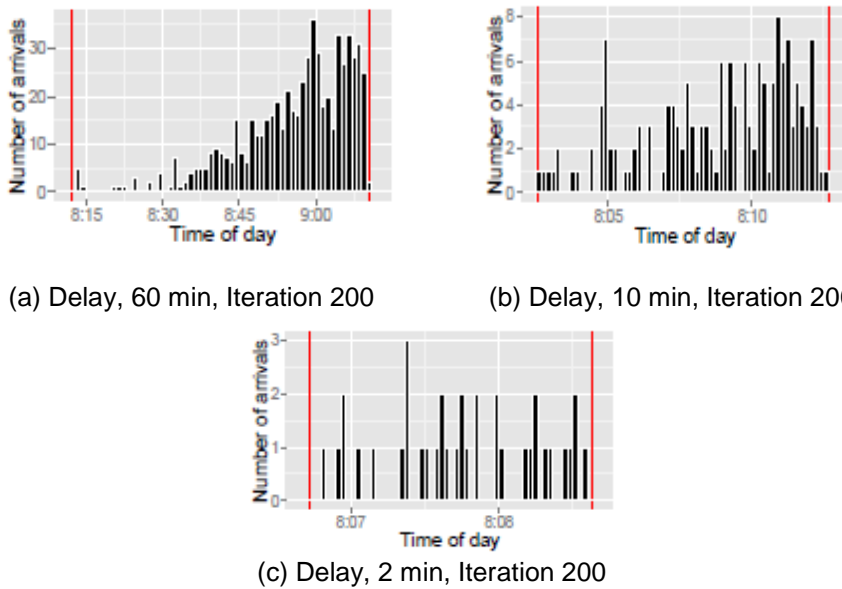 Number of arrivals
30
20
10
0
8:15 8:30 8:45 9:00
Time of day
Number of arrivals
8
6
4
2
0
8:05 8:10
Time of day
(a) Delay, 60 min, Iteration 200
(b) Delay, 10 min, Iteration 200
Number of arrivals
3
2
1
0
8:07 8:08
Time of day
(c) Delay, 2 min, Iteration 200